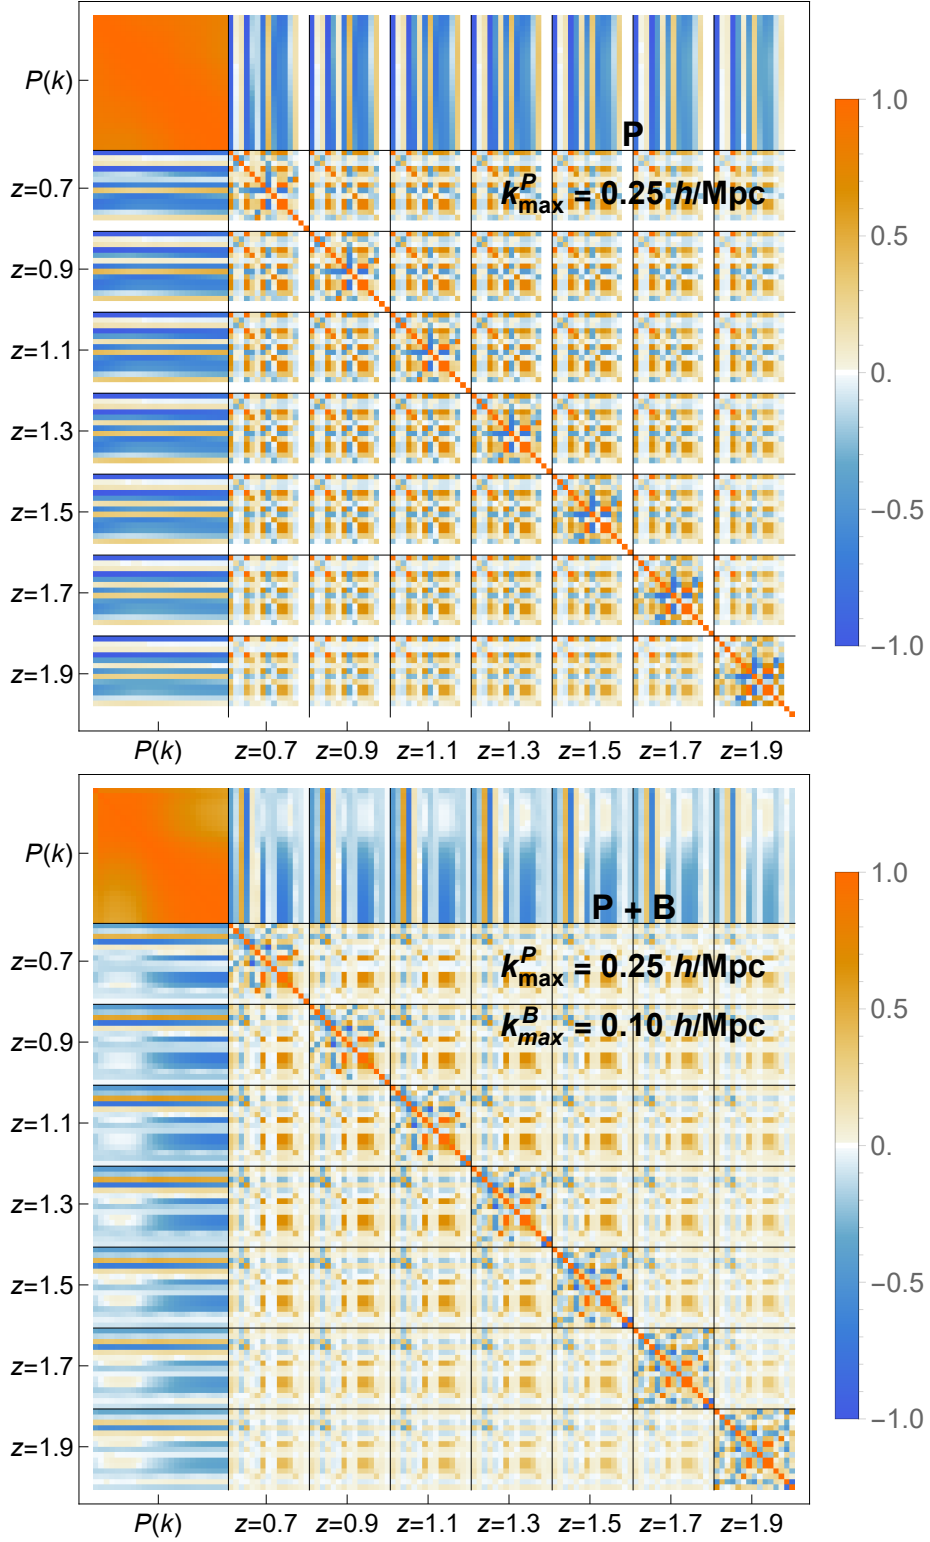 P(k)
z=0.7
z=0.9
z=1.1
z=1.3
z=1.5
z=1.7
z=1.9
P
k^P_max = 0.25 h/Mpc
P(k) z=0.7 z=0.9 z=1.1 z=1.3 z=1.5 z=1.7 z=1.9
1.0
0.5
0.
−0.5
−1.0
P(k)
z=0.7
z=0.9
z=1.1
z=1.3
z=1.5
z=1.7
z=1.9
P + B
k^P_max = 0.25 h/Mpc
k^B_max = 0.10 h/Mpc
P(k) z=0.7 z=0.9 z=1.1 z=1.3 z=1.5 z=1.7 z=1.9
1.0
0.5
0.
−0.5
−1.0